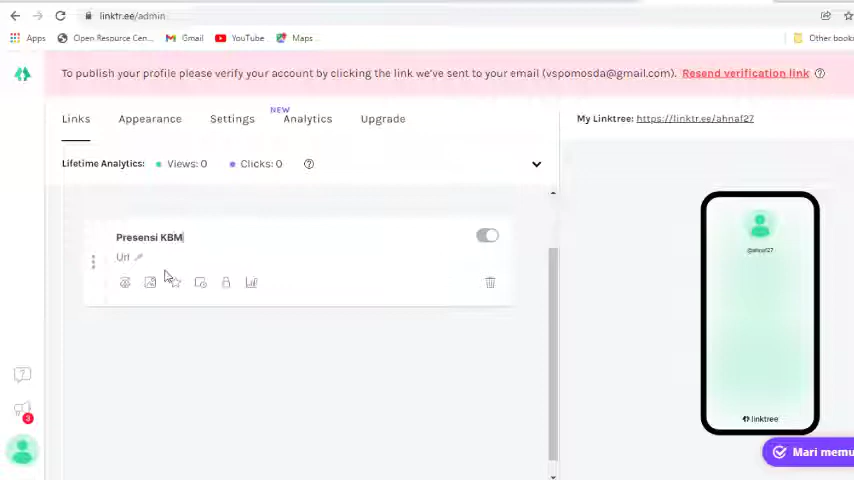 linktr.ee/admin
Apps Open Resource Cen... Gmail YouTube Maps Other book
To publish your profile please verify your account by clicking the link we've sent to your email (vspomosda@gmail.com). Resend verification link ?
NEW
Links Appearance Settings Analytics Upgrade
My Linktree: https://linktr.ee/ahnaf27
Lifetime Analytics: Views: 0 Clicks: 0 ?
Presensi KBM
Url
@ahnaf27
linktree
?
3
Mari memu